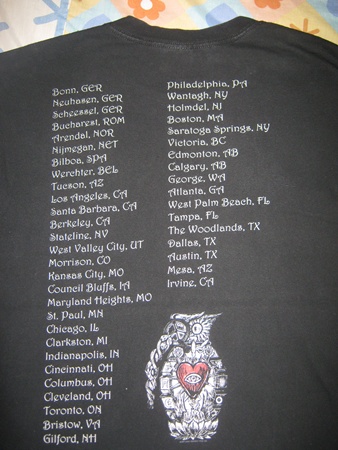 Bonn, GER
Neuhasen, GER
Scheessel, GER
Bucharest, ROM
Arendal, NOR
Nijmegan, NET
Bilboa, SPA
Werchter, BEL
Tucson, AZ
Los Angeles, CA
Santa Barbara, CA
Berkeley, CA
Stateline, NV
West Valley City, UT
Morrison, CO
Kansas City, MO
Council Bluffs, IA
Maryland Heights, MO
St. Paul, MN
Chicago, IL
Clarkston, MI
Indianapolis, IN
Cincinnati, OH
Columbus, OH
Cleveland, OH
Toronto, ON
Bristow, VA
Gilford, NH
Philadelphia, PA
Wantagh, NY
Holmdel, NJ
Boston, MA
Saratoga Springs, NY
Victoria, BC
Edmonton, AB
Calgary, AB
George, WA
Atlanta, GA
West Palm Beach, FL
Tampa, FL
The Woodlands, TX
Dallas, TX
Austin, TX
Mesa, AZ
Irvine, CA